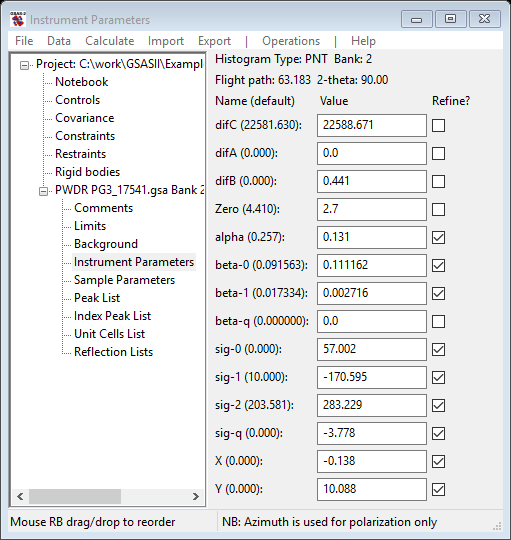 GSAS-II
Instrument Parameters
File Data Calculate Import Export | Operations | Help
Project: C:\work\GSASII\Exampl
Notebook
Controls
Covariance
Constraints
Restraints
Rigid bodies
PWDR PG3_17541.gsa Bank 2
Comments
Limits
Background
Instrument Parameters
Sample Parameters
Peak List
Index Peak List
Unit Cells List
Reflection Lists
Histogram Type: PNT Bank: 2
Flight path: 63.183 2-theta: 90.00
Name (default) Value Refine?
difC (22581.630): 22588.671
difA (0.000): 0.0
difB (0.000): 0.441
Zero (4.410): 2.7
alpha (0.257): 0.131
beta-0 (0.091563): 0.111162
beta-1 (0.017334): 0.002716
beta-q (0.000000): 0.0
sig-0 (0.000): 57.002
sig-1 (10.000): -170.595
sig-2 (203.581): 283.229
sig-q (0.000): -3.778
X (0.000): -0.138
Y (0.000): 10.088
Mouse RB drag/drop to reorder
NB: Azimuth is used for polarization only